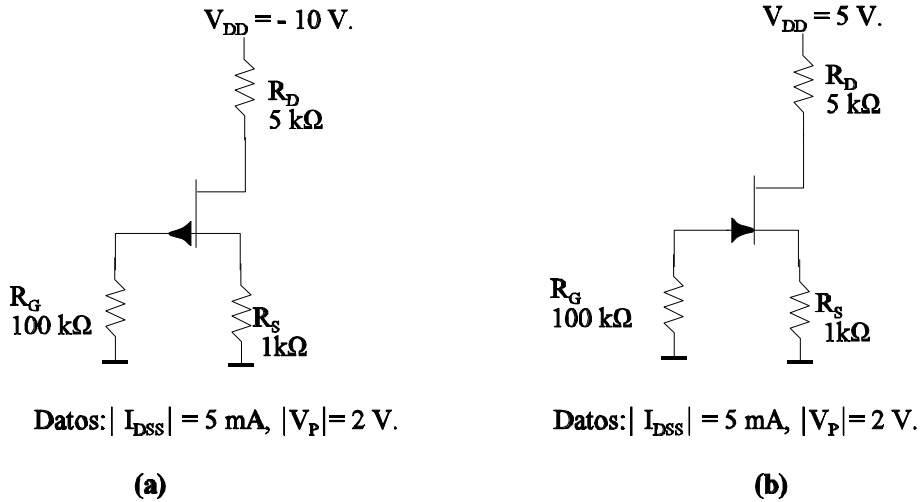 V_DD = - 10 V.
R_D
5 kΩ
R_G
100 kΩ
R_S
1kΩ
Datos:| I_DSS| = 5 mA, |V_P|= 2 V.
(a)
V_DD = 5 V.
R_D
5 kΩ
R_G
100 kΩ
R_S
1kΩ
Datos:| I_DSS| = 5 mA, |V_P|= 2 V.
(b)